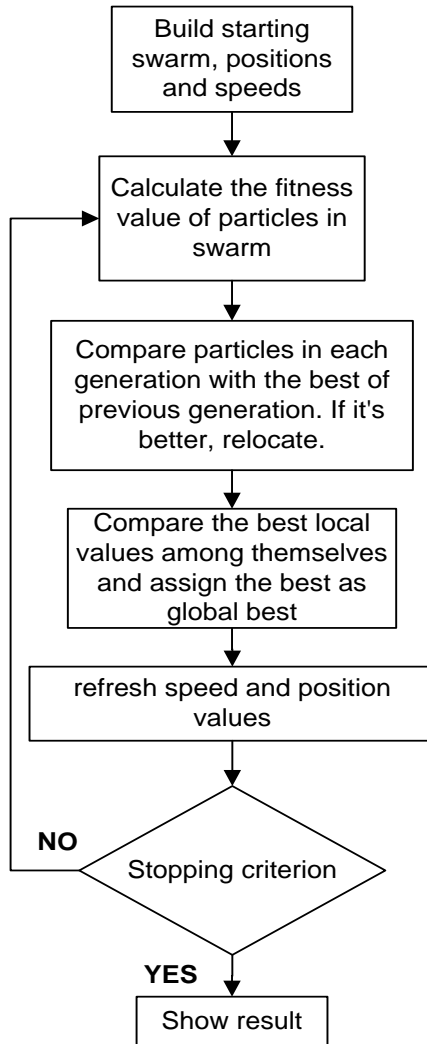 Build starting
swarm, positions
and speeds
Calculate the fitness
value of particles in
swarm
Compare particles in each
generation with the best of
previous generation. If it's
better, relocate.
Compare the best local
values among themselves
and assign the best as
global best
refresh speed and position
values
NO
Stopping criterion
YES
Show result